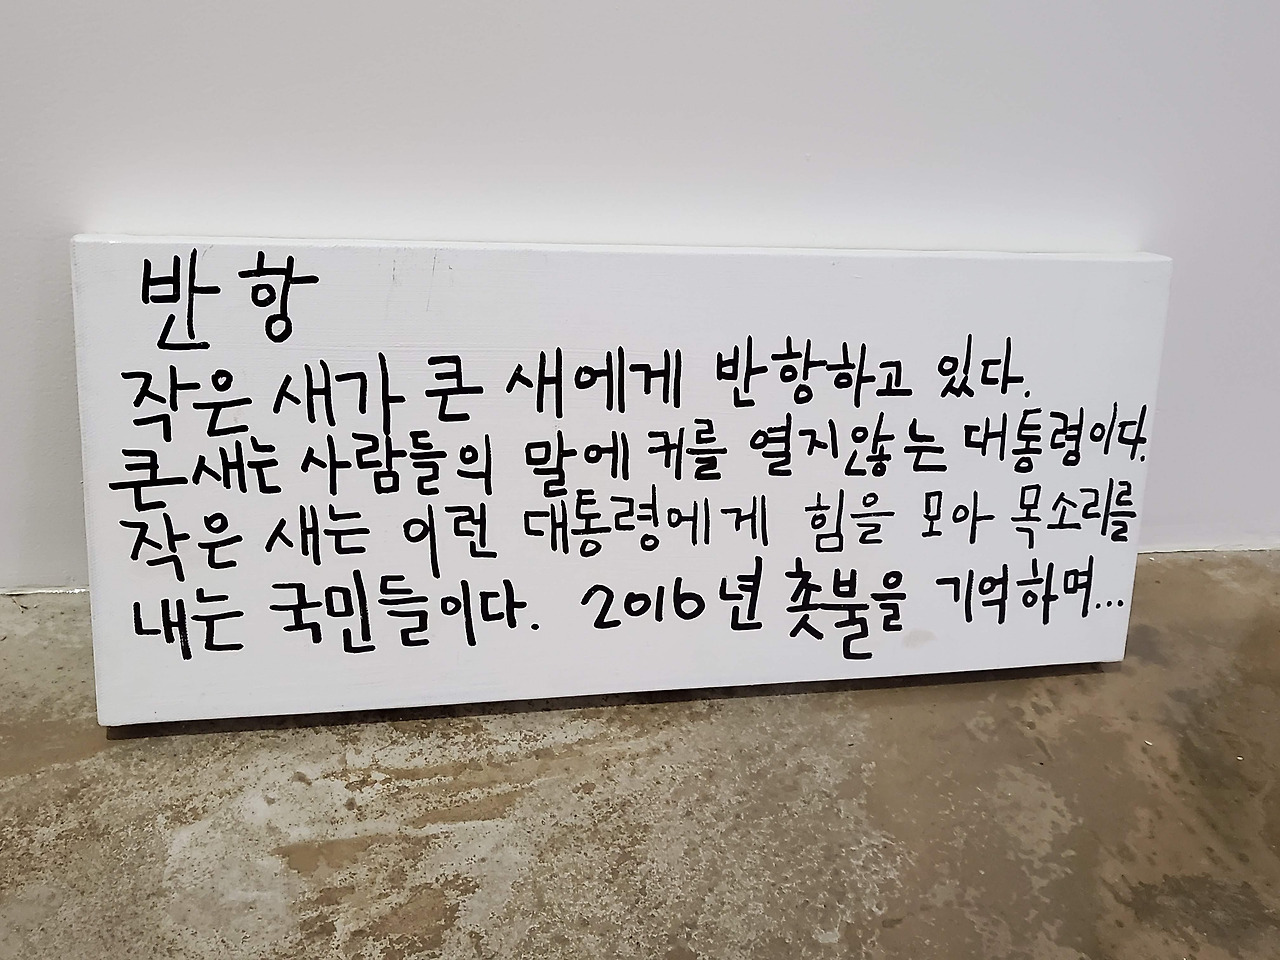 반항
작은 새가 큰 새에게 반항하고 있다.
큰새는 사람들의 말에 커를 열지않는 대통령이다.
작은 새는 이런 대통령에게 힘을 모아 목소리를
내는 국민들이다. 2016년 촛불을 기억하며...